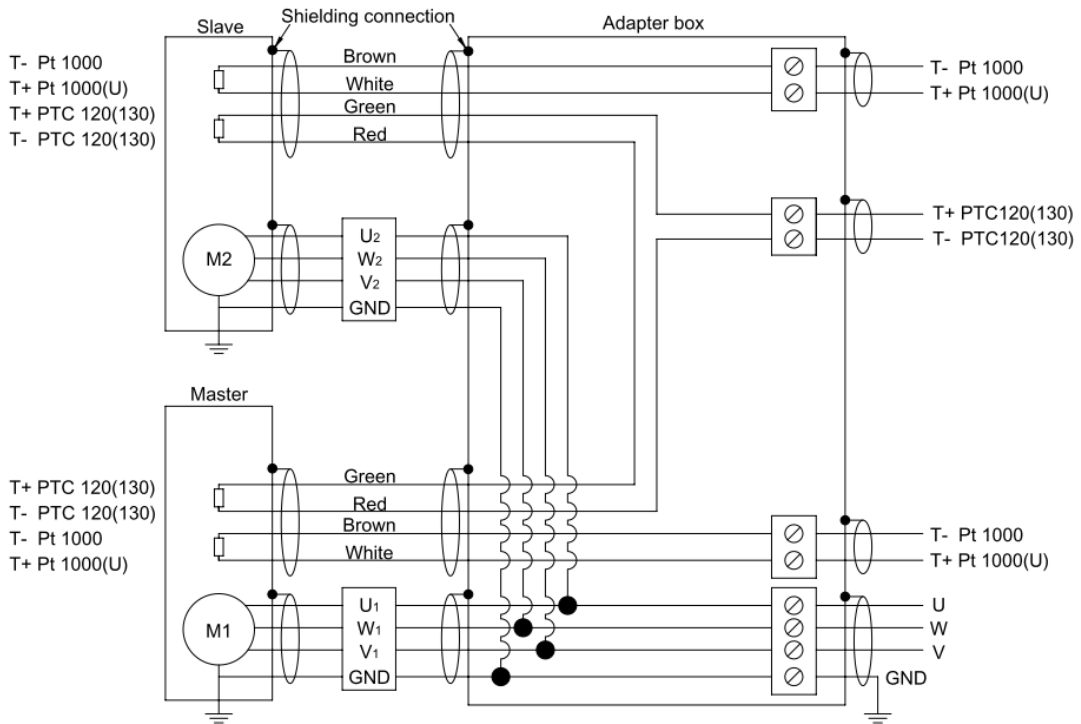 Shielding connection
Slave
Adapter box
T- Pt 1000
T+ Pt 1000(U)
T+ PTC 120(130)
T- PTC 120(130)
Brown
White
Green
Red
T- Pt 1000
T+ Pt 1000(U)
T+ PTC120(130)
T- PTC120(130)
M2
U2
W2
V2
GND
Master
T+ PTC 120(130)
T- PTC 120(130)
T- Pt 1000
T+ Pt 1000(U)
Green
Red
Brown
White
T- Pt 1000
T+ Pt 1000(U)
M1
U1
W1
V1
GND
U
W
V
GND